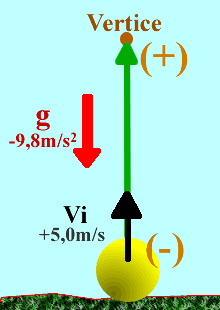 Vertice
(+)
g
-9,8m/s²
Vi
+5,0m/s
(-)